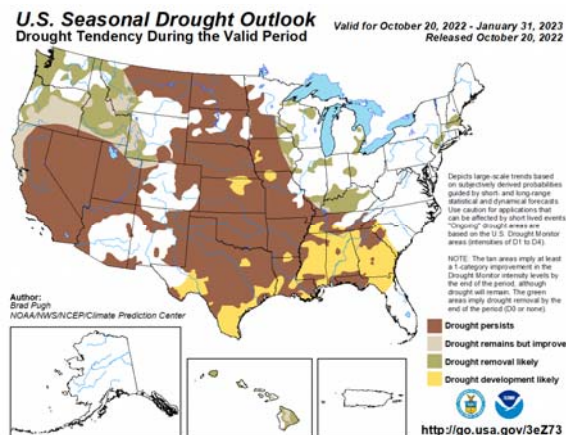 U.S. Seasonal Drought Outlook
Drought Tendency During the Valid Period
Valid for October 20, 2022 - January 31, 2023
Released October 20, 2022
Depicts large-scale trends based
on subjectively derived probabilities
guided by short- and long-range
statistical and dynamical forecasts.
Use caution for applications that
can be affected by short lived events.
"Ongoing" drought areas are
based on the U.S. Drought Monitor
areas (intensities of D1 to D4).
NOTE: The tan areas imply at least
a 1-category improvement in the
Drought Monitor intensity levels by
the end of the period, although
drought will remain. The green
areas imply drought removal by the
end of the period (D0 or none).
Author:
Brad Pugh
NOAA/NWS/NCEP/Climate Prediction Center
Drought persists
Drought remains but improve
Drought removal likely
Drought development likely
http://go.usa.gov/3eZ73